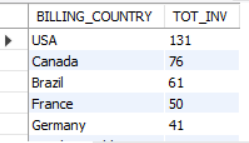 BILLING_COUNTRY TOT_INV
USA 131
Canada 76
Brazil 61
France 50
Germany 41